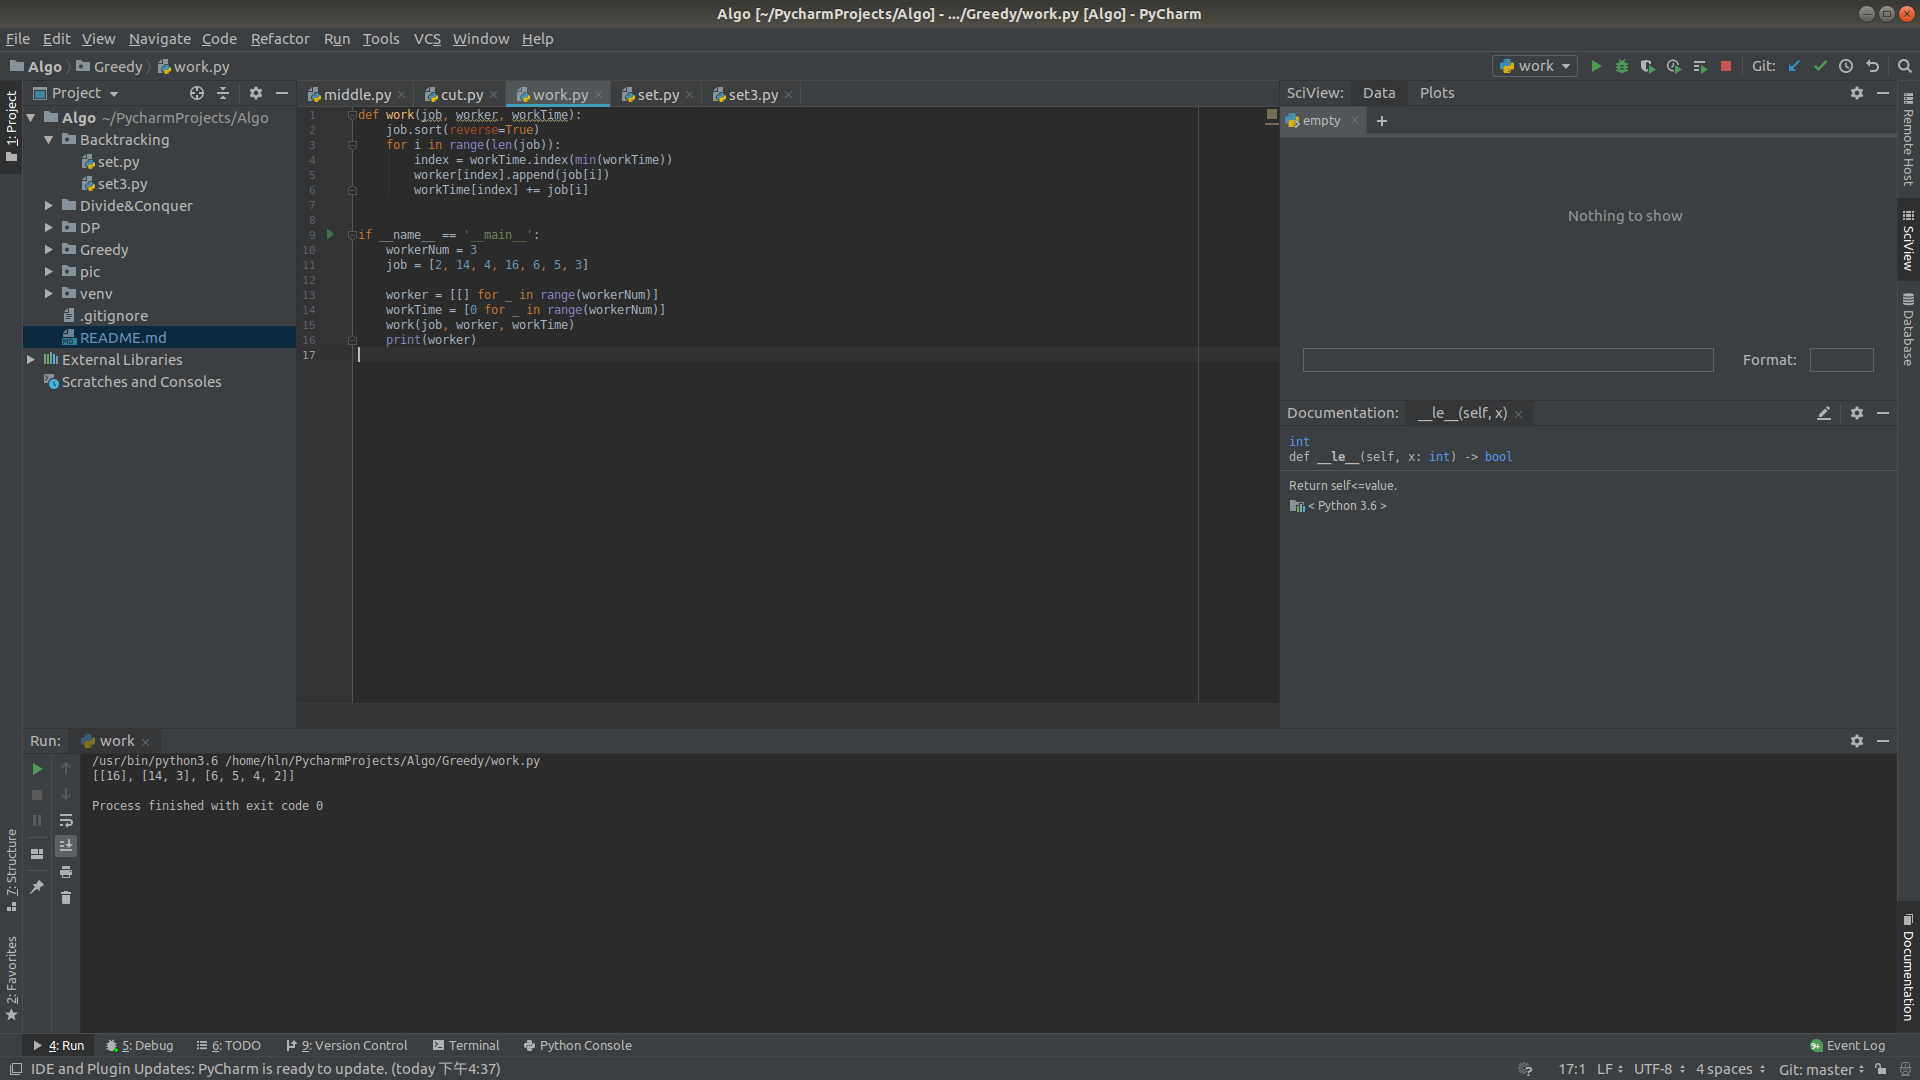 Algo [~/PycharmProjects/Algo] - .../Greedy/work.py [Algo] - PyCharm
File Edit View Navigate Code Refactor Run Tools VCS Window Help
Algo Greedy work.py
work Git:
1: Project
Project
Algo ~/PycharmProjects/Algo
Backtracking
set.py
set3.py
Divide&Conquer
DP
Greedy
pic
venv
.gitignore
README.md
External Libraries
Scratches and Consoles
middle.py cut.py work.py set.py set3.py
1 def work(job, worker, workTime):
2 job.sort(reverse=True)
3 for i in range(len(job)):
4 index = workTime.index(min(workTime))
5 worker[index].append(job[i])
6 workTime[index] += job[i]
7
8
9 if __name__ == '__main__':
10 workerNum = 3
11 job = [2, 14, 4, 16, 6, 5, 3]
12
13 worker = [[] for _ in range(workerNum)]
14 workTime = [0 for _ in range(workerNum)]
15 work(job, worker, workTime)
16 print(worker)
17
SciView: Data Plots
empty
Nothing to show
Format:
Documentation: __le__(self, x)
int
def __le__(self, x: int) -> bool
Return self<=value.
< Python 3.6 >
Remote Host
SciView
Database
Documentation
Run: work
/usr/bin/python3.6 /home/hln/PycharmProjects/Algo/Greedy/work.py
[[16], [14, 3], [6, 5, 4, 2]]
Process finished with exit code 0
7: Structure
2: Favorites
4: Run 5: Debug 6: TODO 9: Version Control Terminal Python Console
9+ Event Log
IDE and Plugin Updates: PyCharm is ready to update. (today 下午4:37)
17:1 LF UTF-8 4 spaces Git: master